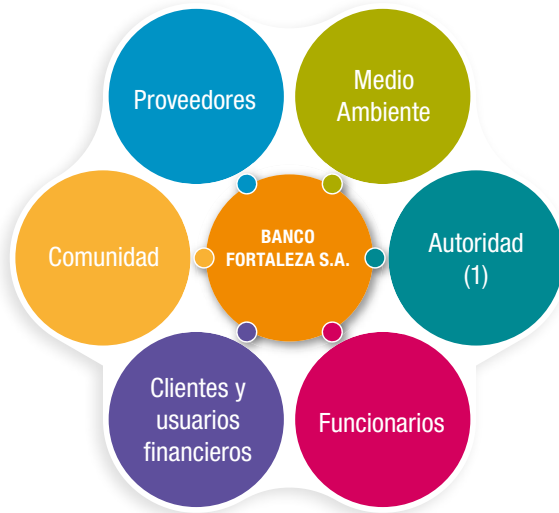 Proveedores
Medio
Ambiente
Comunidad
BANCO
FORTALEZA S.A.
Autoridad
(1)
Clientes y
usuarios
financieros
Funcionarios